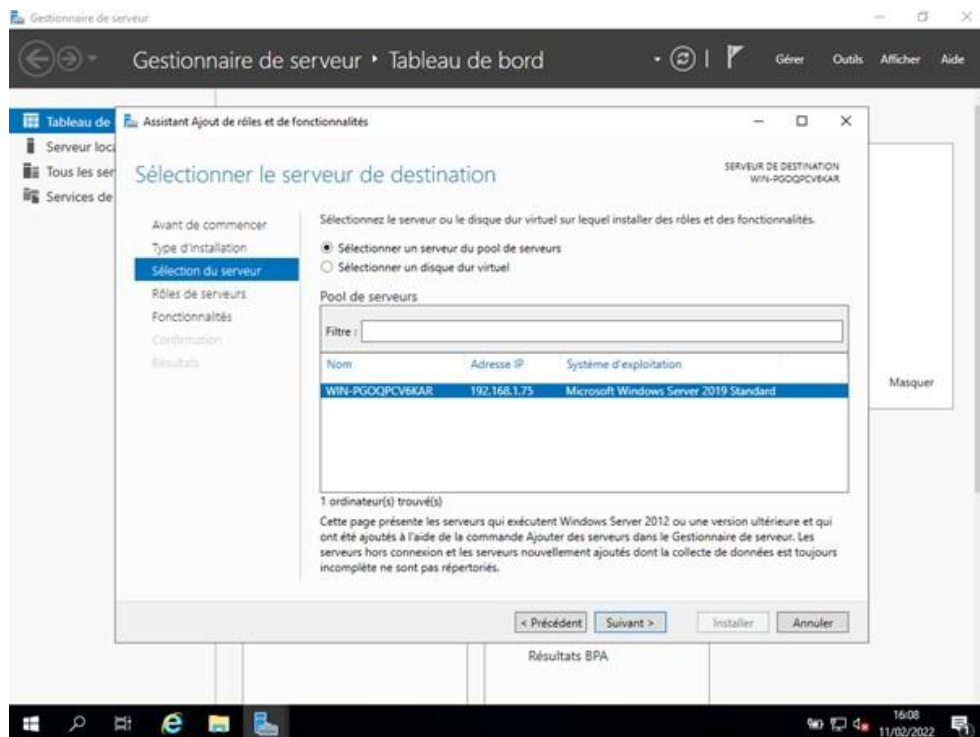 Gestionnaire de serveur
Gestionnaire de serveur • Tableau de bord
Gérer Outils Afficher Aide
Tableau de
Serveur loca
Tous les ser
Services de
Assistant Ajout de rôles et de fonctionnalités
Sélectionner le serveur de destination
SERVEUR DE DESTINATION
WIN-PGOQPCV6KAR
Avant de commencer
Type d'installation
Sélection du serveur
Rôles de serveurs
Fonctionnalités
Confirmation
Résultats
Sélectionnez le serveur ou le disque dur virtuel sur lequel installer des rôles et des fonctionnalités.
Sélectionner un serveur du pool de serveurs
Sélectionner un disque dur virtuel
Pool de serveurs
Filtre :
Nom Adresse IP Système d'exploitation
WIN-PGOQPCV6KAR 192.168.1.75 Microsoft Windows Server 2019 Standard
1 ordinateur(s) trouvé(s)
Cette page présente les serveurs qui exécutent Windows Server 2012 ou une version ultérieure et qui
ont été ajoutés à l'aide de la commande Ajouter des serveurs dans le Gestionnaire de serveur. Les
serveurs hors connexion et les serveurs nouvellement ajoutés dont la collecte de données est toujours
incomplète ne sont pas répertoriés.
< Précédent Suivant > Installer Annuler
Masquer
Résultats BPA
16:08
11/02/2022